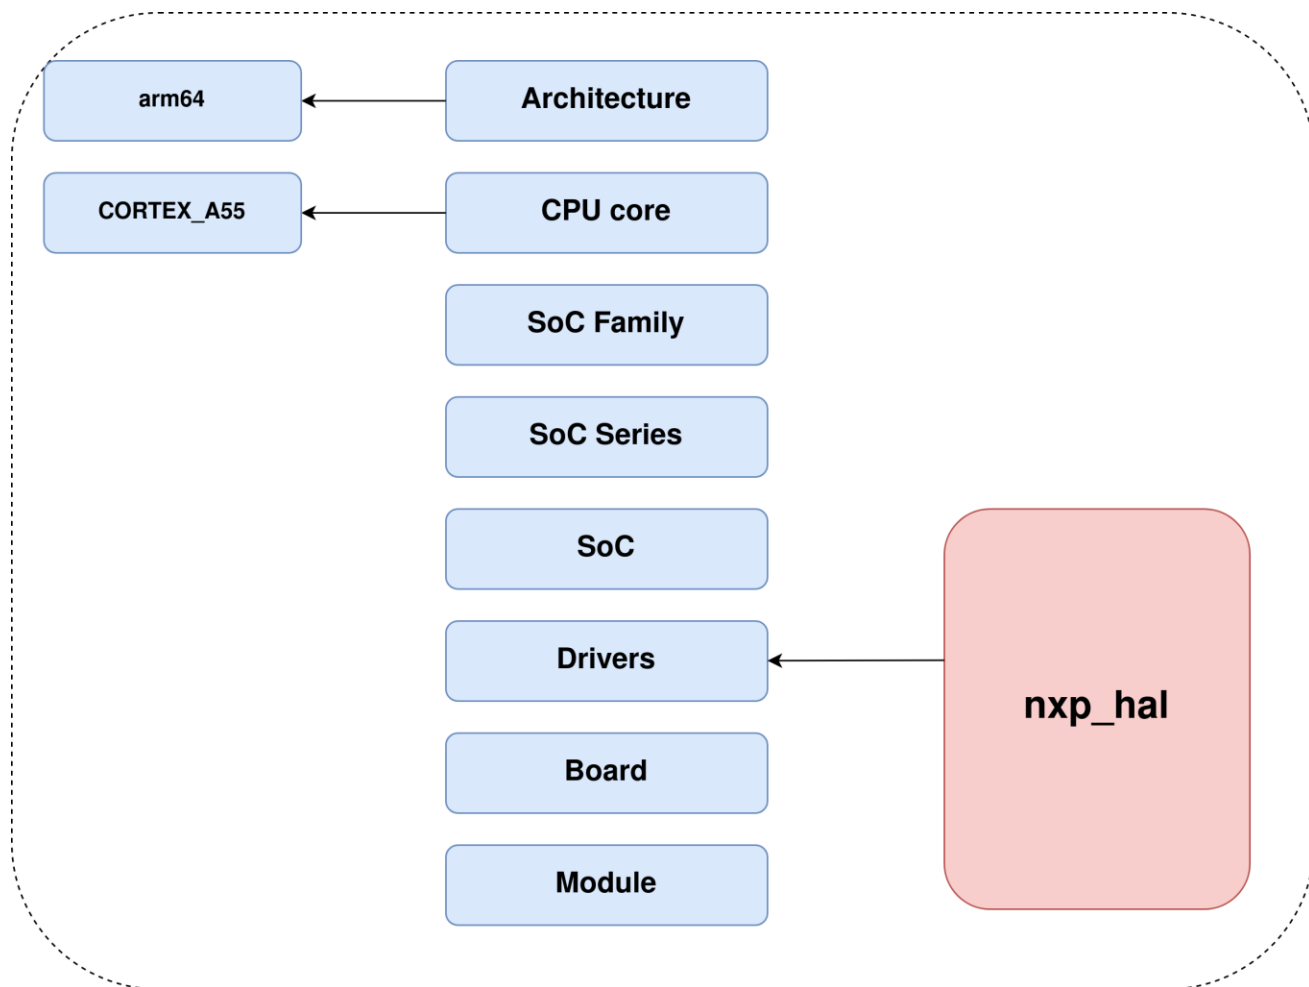 arm64
Architecture
CORTEX_A55
CPU core
SoC Family
SoC Series
SoC
Drivers
nxp_hal
Board
Module